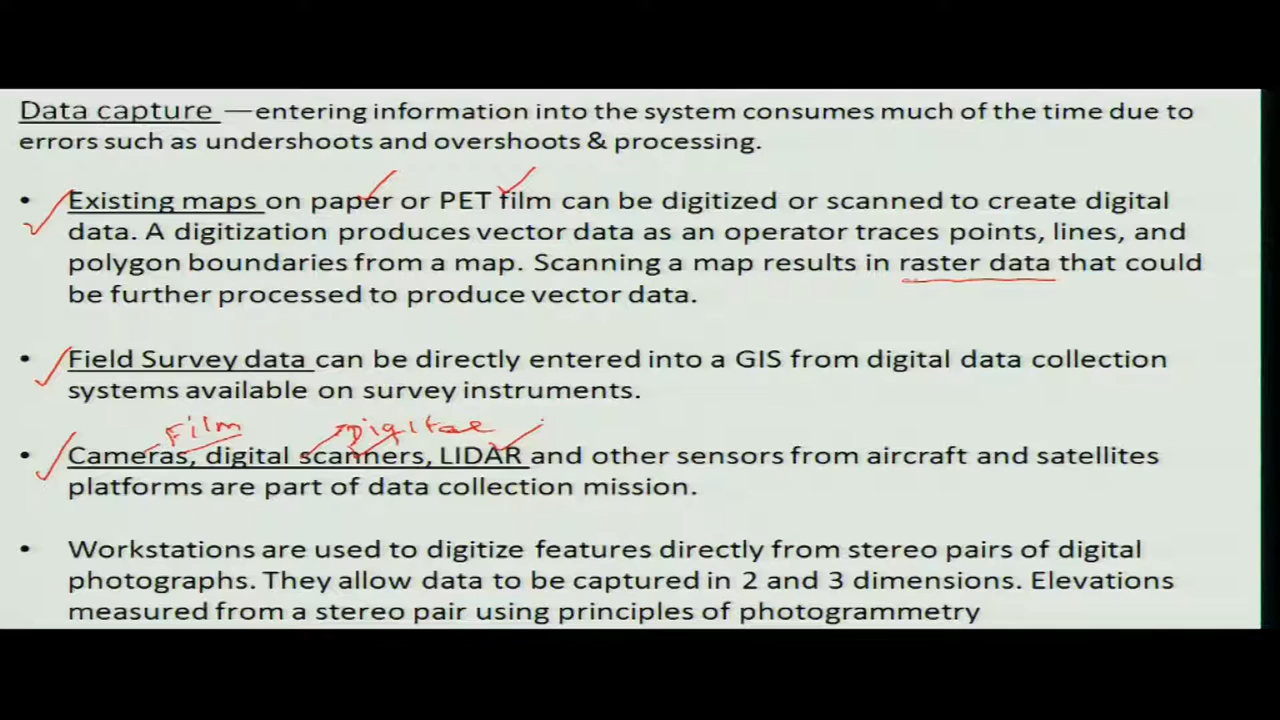 Data capture —entering information into the system consumes much of the time due to
errors such as undershoots and overshoots & processing.
• Existing maps on paper or PET film can be digitized or scanned to create digital
data. A digitization produces vector data as an operator traces points, lines, and
polygon boundaries from a map. Scanning a map results in raster data that could
be further processed to produce vector data.
• Field Survey data can be directly entered into a GIS from digital data collection
systems available on survey instruments.
Film Digital
• Cameras, digital scanners, LIDAR and other sensors from aircraft and satellites
platforms are part of data collection mission.
• Workstations are used to digitize features directly from stereo pairs of digital
photographs. They allow data to be captured in 2 and 3 dimensions. Elevations
measured from a stereo pair using principles of photogrammetry